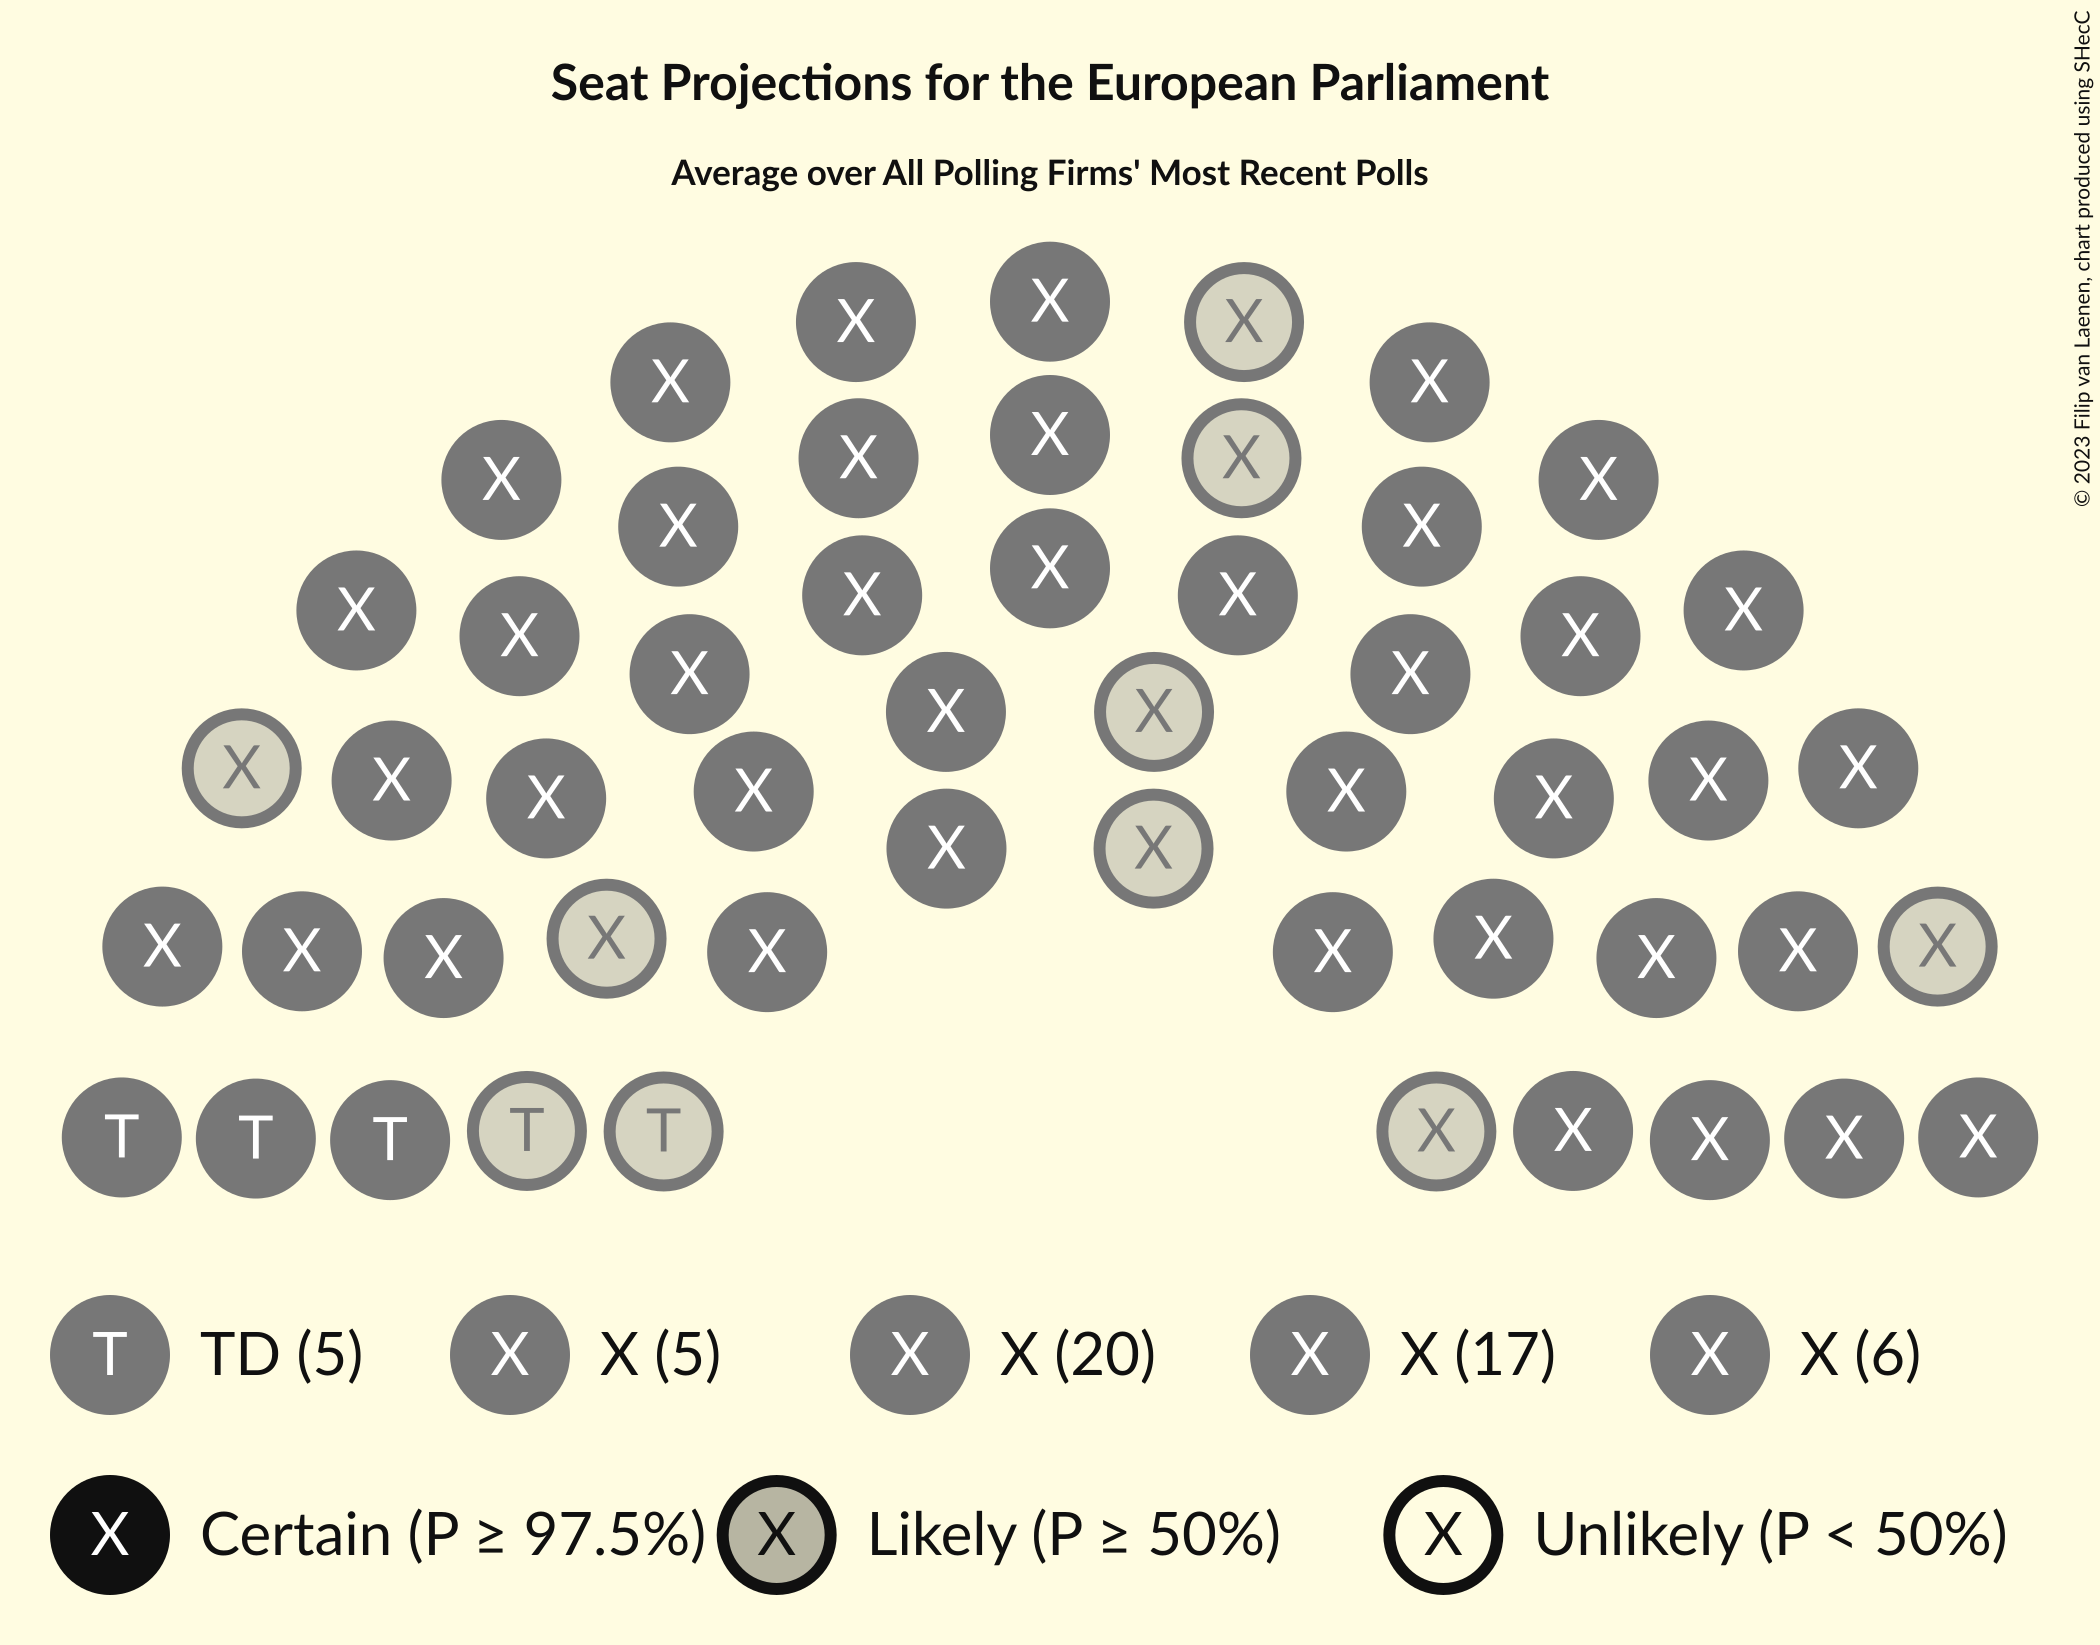 Seat Projections for the European Parliament
Average over All Polling Firms' Most Recent Polls
© 2023 Filip van Laenen, chart produced using SHecC
X
X X
X X
X
X X
X X
X X
X X
X X
X
X X
X X
X X
X X
X X
X X
X X X X
X X
X X
X X
X X X X X X
X X
X X
T T T T T X X X X X
T TD (5) X X (5) X X (20) X X (17) X X (6)
X Certain (P ≥ 97.5%) X Likely (P ≥ 50%) X Unlikely (P < 50%)